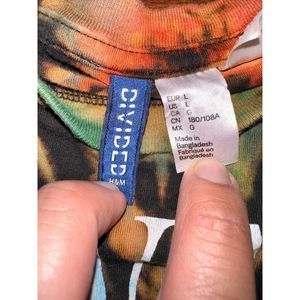 DIVIDED
H&M
EUR L
US L
CA G
CN 180/108A
MX G
Made in
Bangladesh
Fabriqué en
Bangladesh